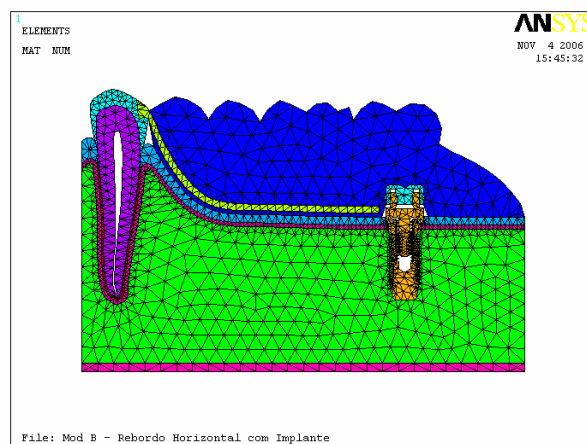 1
ELEMENTS
MAT NUM
ANSYS
NOV 4 2006
15:45:32
File: Mod B - Rebordo Horizontal com Implante